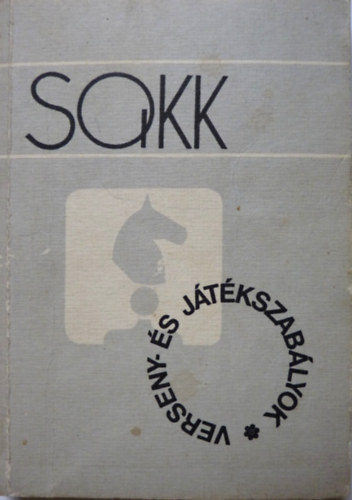 SAKK
VERSENY- ÉS JÁTÉKSZABÁLYOK *